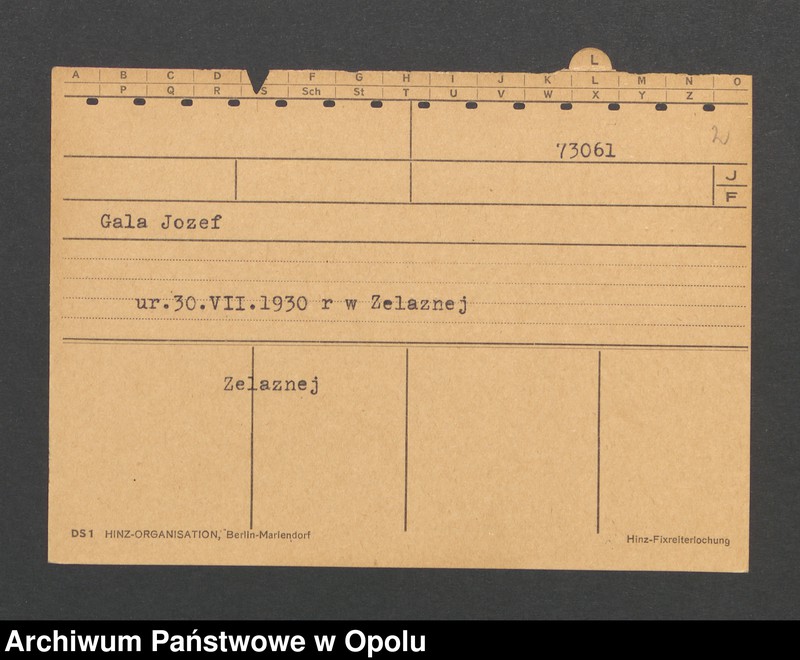 L
A B C D F G H I J K L M N O
P Q R S Sch St T U V W X Y Z
2
73061
J
F
Gala Jozef
ur.30.VII.1930 r w Zelaznej
Zelaznej
DS1 HINZ-ORGANISATION, Berlin-Mariendorf
Hinz-Fixreiterlochung
Archiwum Państwowe w Opolu